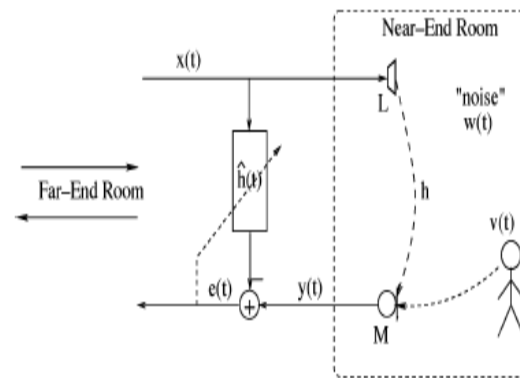 Near-End Room
x(t)
L
"noise"
w(t)
ĥ(t)
Far-End Room
h
v(t)
e(t)
y(t)
+
M